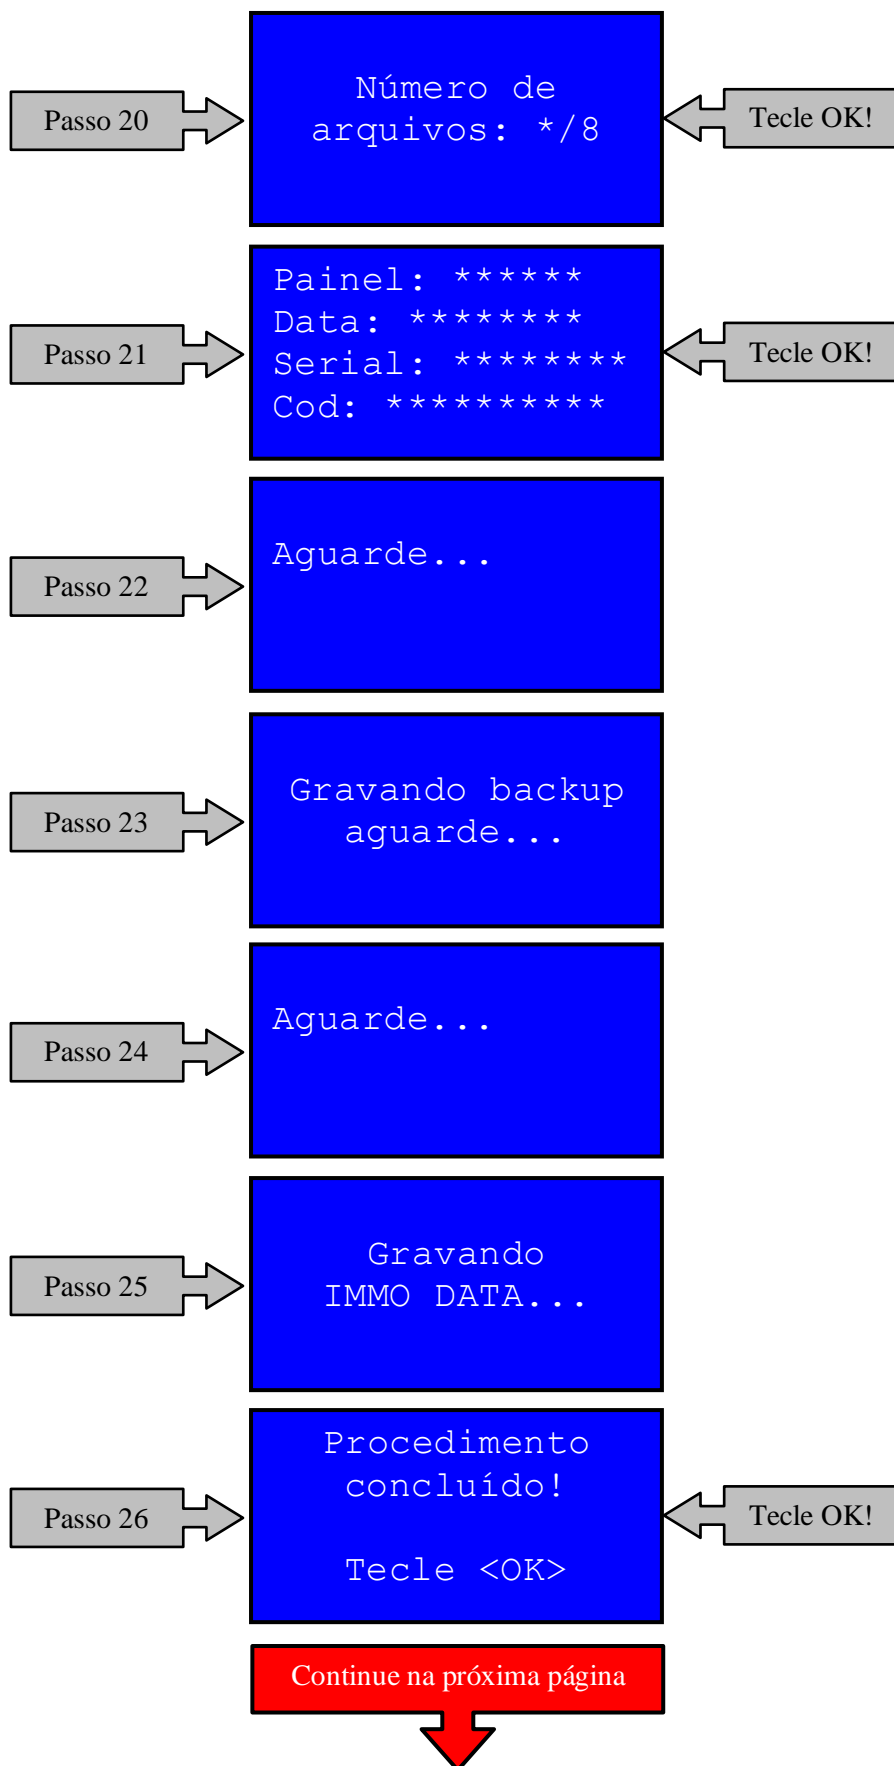 Passo 20
Número de
arquivos: */8
Tecle OK!
Passo 21
Painel: ******
Data: ********
Serial: ********
Cod: **********
Tecle OK!
Passo 22
Aguarde...
Passo 23
Gravando backup
aguarde...
Passo 24
Aguarde...
Passo 25
Gravando
IMMO DATA...
Passo 26
Procedimento
concluído!
Tecle <OK>
Tecle OK!
Continue na próxima página